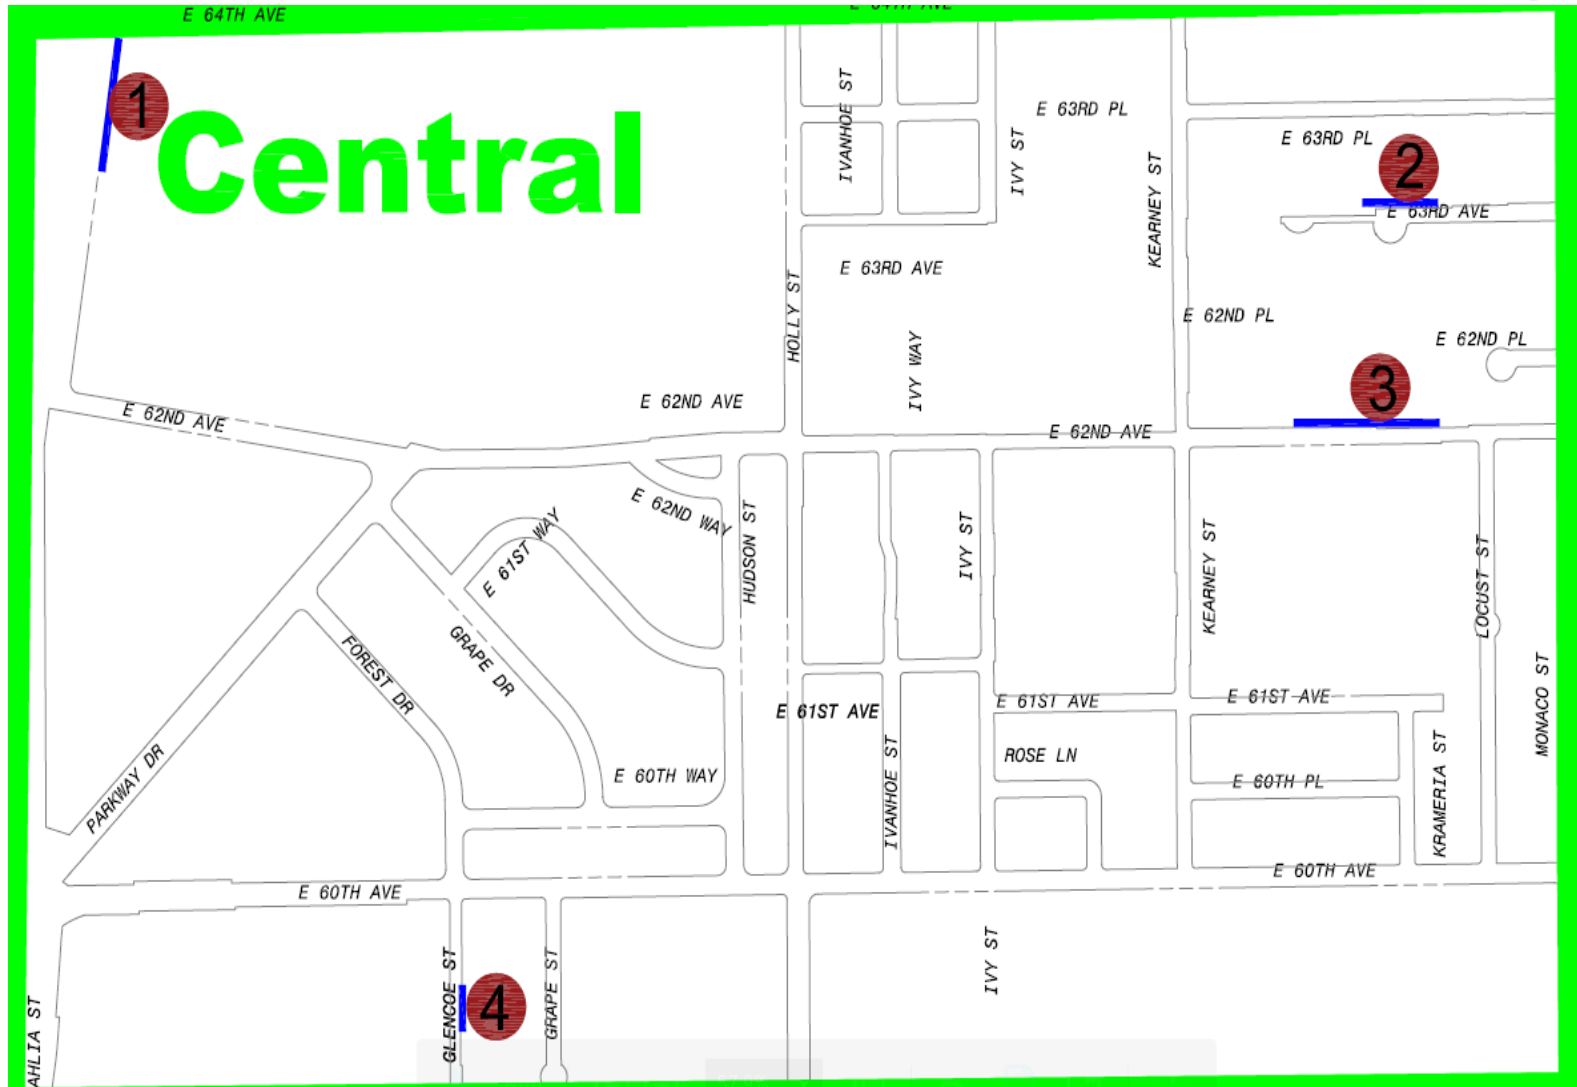 E 64TH AVE
E 64TH AVE
1
Central
IVANHOE ST
E 63RD PL
IVY ST
E 63RD PL
KEARNEY ST
2
E 63RD AVE
E 63RD AVE
HOLLY ST
E 62ND PL
E 62ND PL
IVY WAY
3
E 62ND AVE
E 62ND AVE
E 62ND AVE
E 62ND WAY
E 61ST WAY
HUDSON ST
IVY ST
KEARNEY ST
LOCUST ST
GRAPE DR
FOREST DR
E 61ST AVE
E 61ST AVE
E 61ST AVE
MONACO ST
PARKWAY DR
E 60TH WAY
ROSE LN
E 60TH PL
IVANHOE ST
KRAMERIA ST
E 60TH AVE
E 60TH AVE
GLENCOE ST
4
GRAPE ST
IVY ST
AHLIA ST